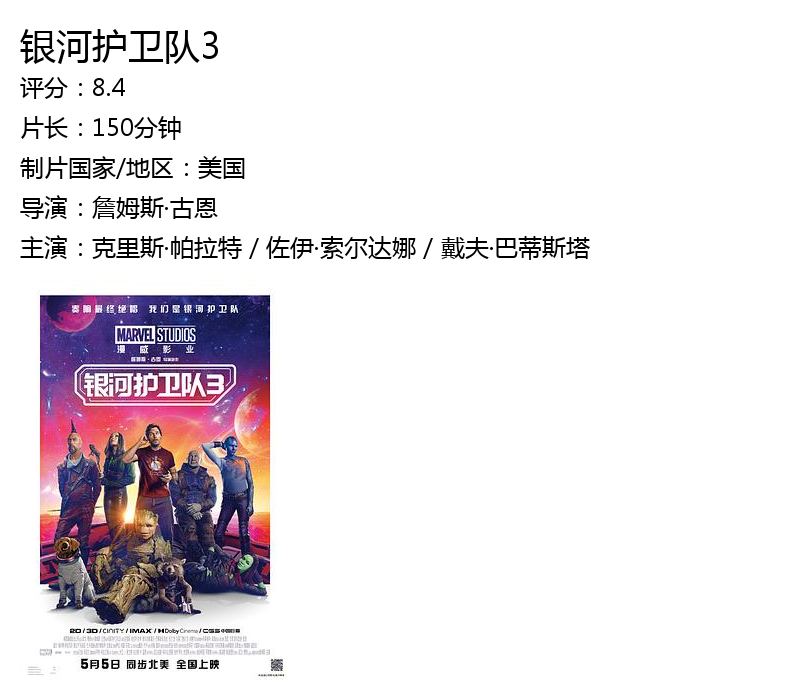 银河护卫队3
评分：8.4
片长：150分钟
制片国家/地区：美国
导演：詹姆斯·古恩
主演：克里斯·帕拉特 / 佐伊·索尔达娜 / 戴夫·巴蒂斯塔
奏响最终绝唱 我们是银河护卫队
MARVEL STUDIOS
漫威影业
银河护卫队3
2D / 3D / CINITY / IMAX / Dolby Cinema / CGS 中国巨幕
5月5日 同步北美 全国上映